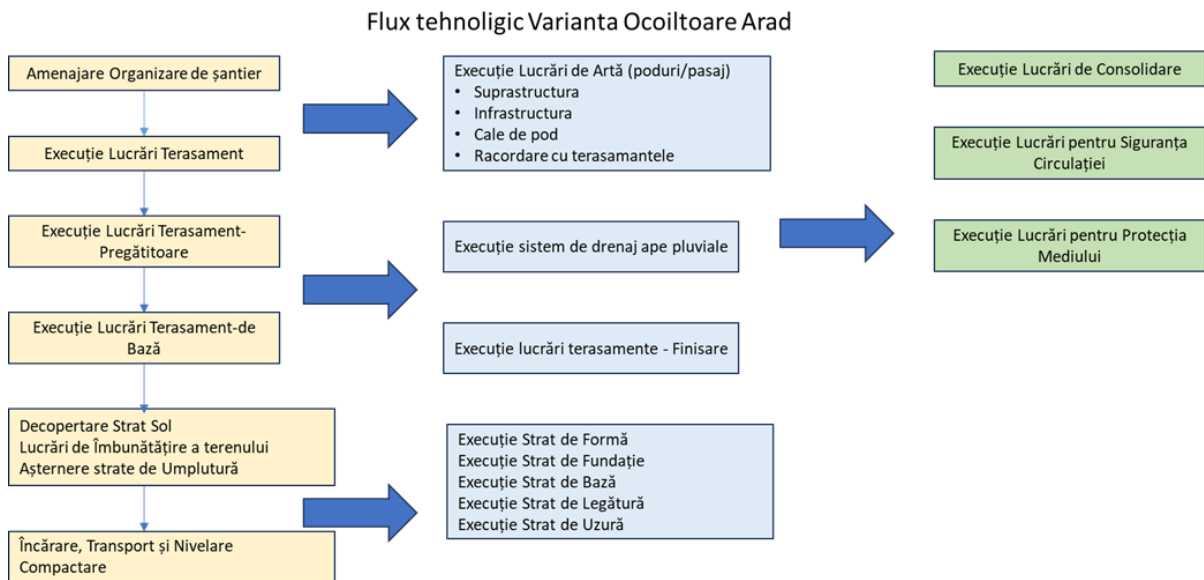 Flux tehnoligic Varianta Ocoiltoare Arad
Amenajare Organizare de șantier
Execuție Lucrări Terasament
Execuție Lucrări Terasament-
Pregătitoare
Execuție Lucrări Terasament-de
Bază
Decopertare Strat Sol
Lucrări de Îmbunătățire a terenului
Așternere strate de Umplutură
Încărare, Transport și Nivelare
Compactare
Execuție Lucrări de Artă (poduri/pasaj)
• Suprastructura
• Infrastructura
• Cale de pod
• Racordare cu terasamantele
Execuție sistem de drenaj ape pluviale
Execuție lucrări terasamente - Finisare
Execuție Strat de Formă
Execuție Strat de Fundație
Execuție Strat de Bază
Execuție Strat de Legătură
Execuție Strat de Uzură
Execuție Lucrări de Consolidare
Execuție Lucrări pentru Siguranța
Circulației
Execuție Lucrări pentru Protecția
Mediului